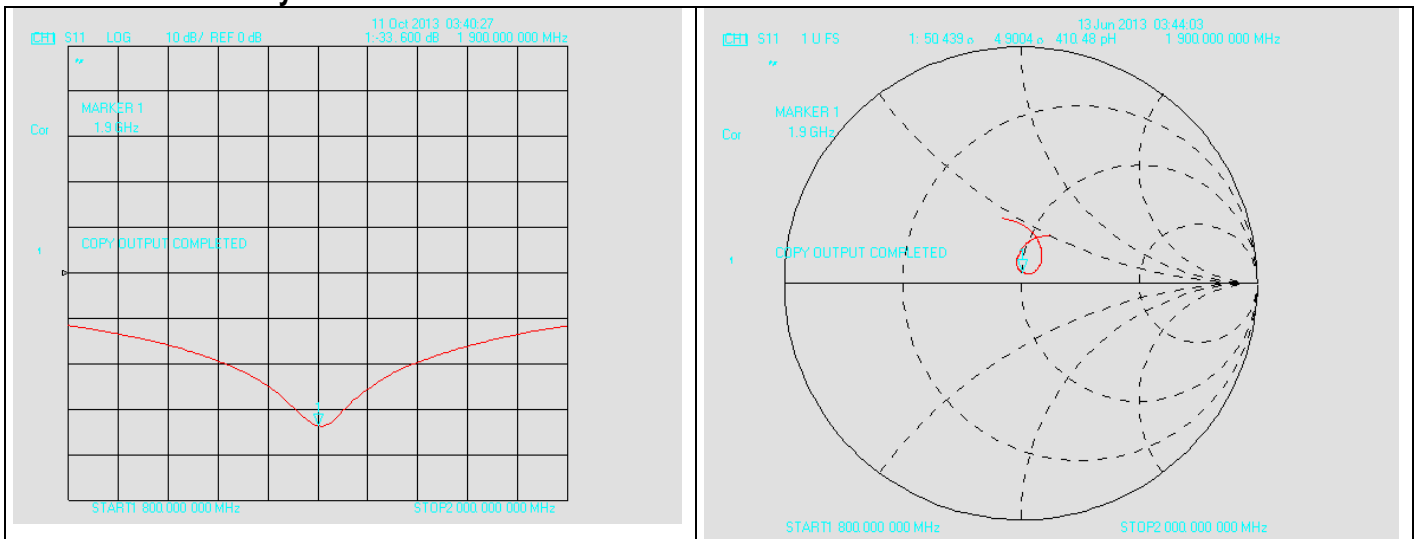 11 Oct 2013 03:40:27
CH1 S11 LOG 10 dB/ REF 0 dB 1:-33.600 dB 1 900.000 000 MHz
MARKER 1
1.9 GHz
Cor
COPY OUTPUT COMPLETED
1
1
START1 800.000 000 MHz STOP2 000.000 000 MHz
13 Jun 2013 03:44:03
CH1 S11 1 U FS 1: 50.439 Ω 4.9004 Ω 410.48 pH 1 900.000 000 MHz
MARKER 1
1.9 GHz
Cor
COPY OUTPUT COMPLETED
1
1
START1 800.000 000 MHz STOP2 000.000 000 MHz